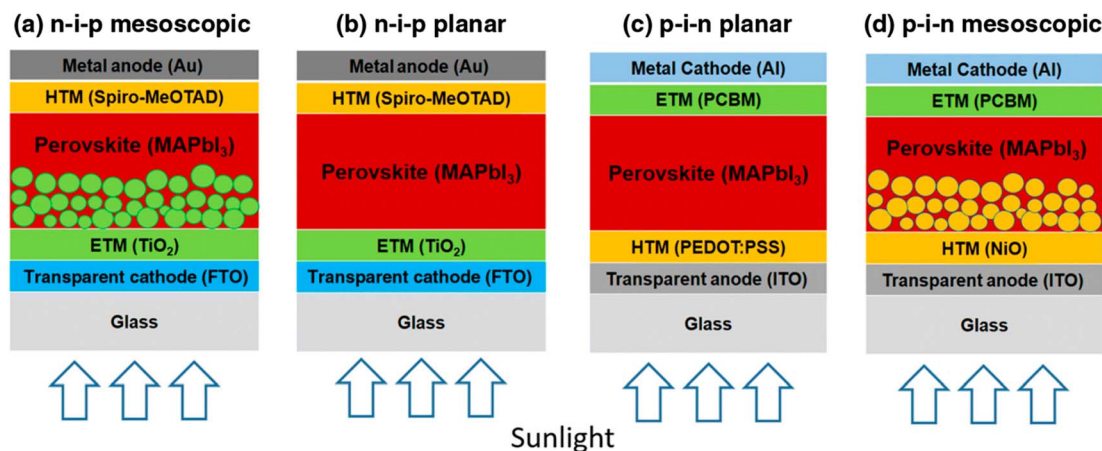 (a) n-i-p mesoscopic
Metal anode (Au)
HTM (Spiro-MeOTAD)
Perovskite (MAPbI₃)
ETM (TiO₂)
Transparent cathode (FTO)
Glass
(b) n-i-p planar
Metal anode (Au)
HTM (Spiro-MeOTAD)
Perovskite (MAPbI₃)
ETM (TiO₂)
Transparent cathode (FTO)
Glass
(c) p-i-n planar
Metal Cathode (Al)
ETM (PCBM)
Perovskite (MAPbI₃)
HTM (PEDOT:PSS)
Transparent anode (ITO)
Glass
(d) p-i-n mesoscopic
Metal Cathode (Al)
ETM (PCBM)
Perovskite (MAPbI₃)
HTM (NiO)
Transparent anode (ITO)
Glass
Sunlight